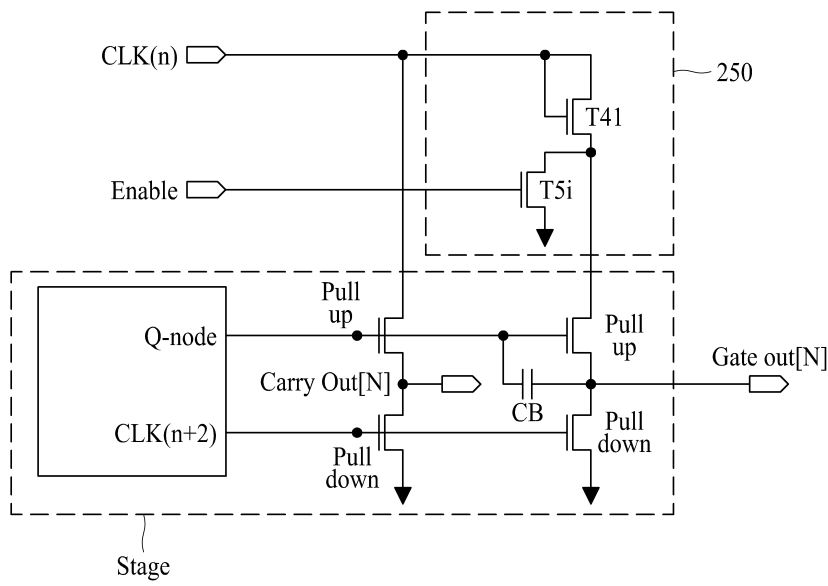 CLK(n)
250
T41
Enable
T5i
Pull
up
Q-node
Pull
up
Gate out[N]
Carry Out[N]
CB
CLK(n+2)
Pull
down
Pull
down
Stage